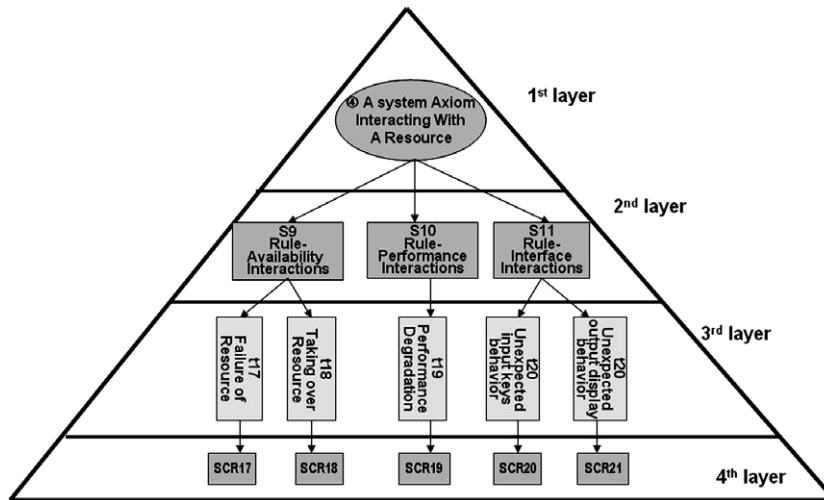 ④ A system Axiom
Interacting With
A Resource
1st layer
2nd layer
S9
Rule-
Availability
Interactions
S10
Rule-
Performance
Interactions
S11
Rule-
Interface
Interactions
3rd layer
t17
Failure of
Resource
t18
Taking over
Resource
t19
Performance
Degradation
t20
Unexpected
input keys
behavior
t20
Unexpected
output display
behavior
SCR17
SCR18
SCR19
SCR20
SCR21
4th layer